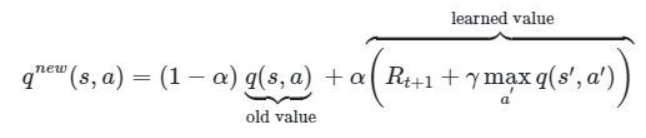 learned value
q^{new}(s, a) = (1 − α) q(s, a) + α(R_{t+1} + γ max_{a'} q(s', a'))
old value